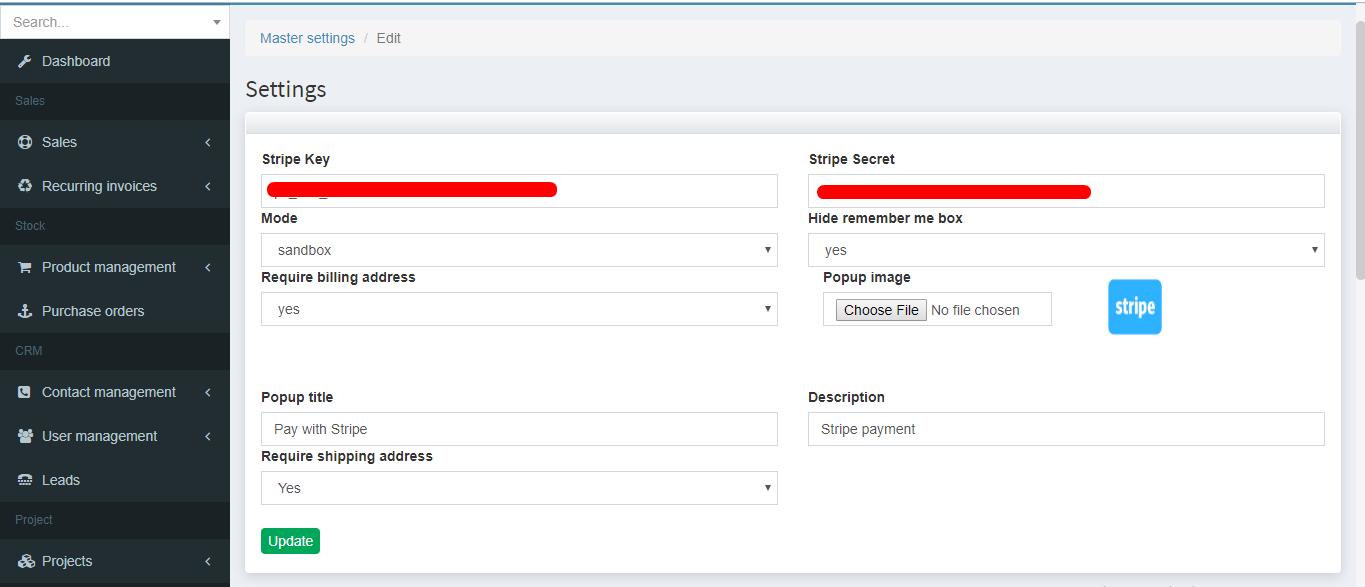 Search...
Dashboard
Sales
Sales
Recurring invoices
Stock
Product management
Purchase orders
CRM
Contact management
User management
Leads
Project
Projects
Master settings / Edit
Settings
Stripe Key
Stripe Secret
Mode
Hide remember me box
sandbox
yes
Require billing address
Popup image
yes
Choose File No file chosen
stripe
Popup title
Description
Pay with Stripe
Stripe payment
Require shipping address
Yes
Update